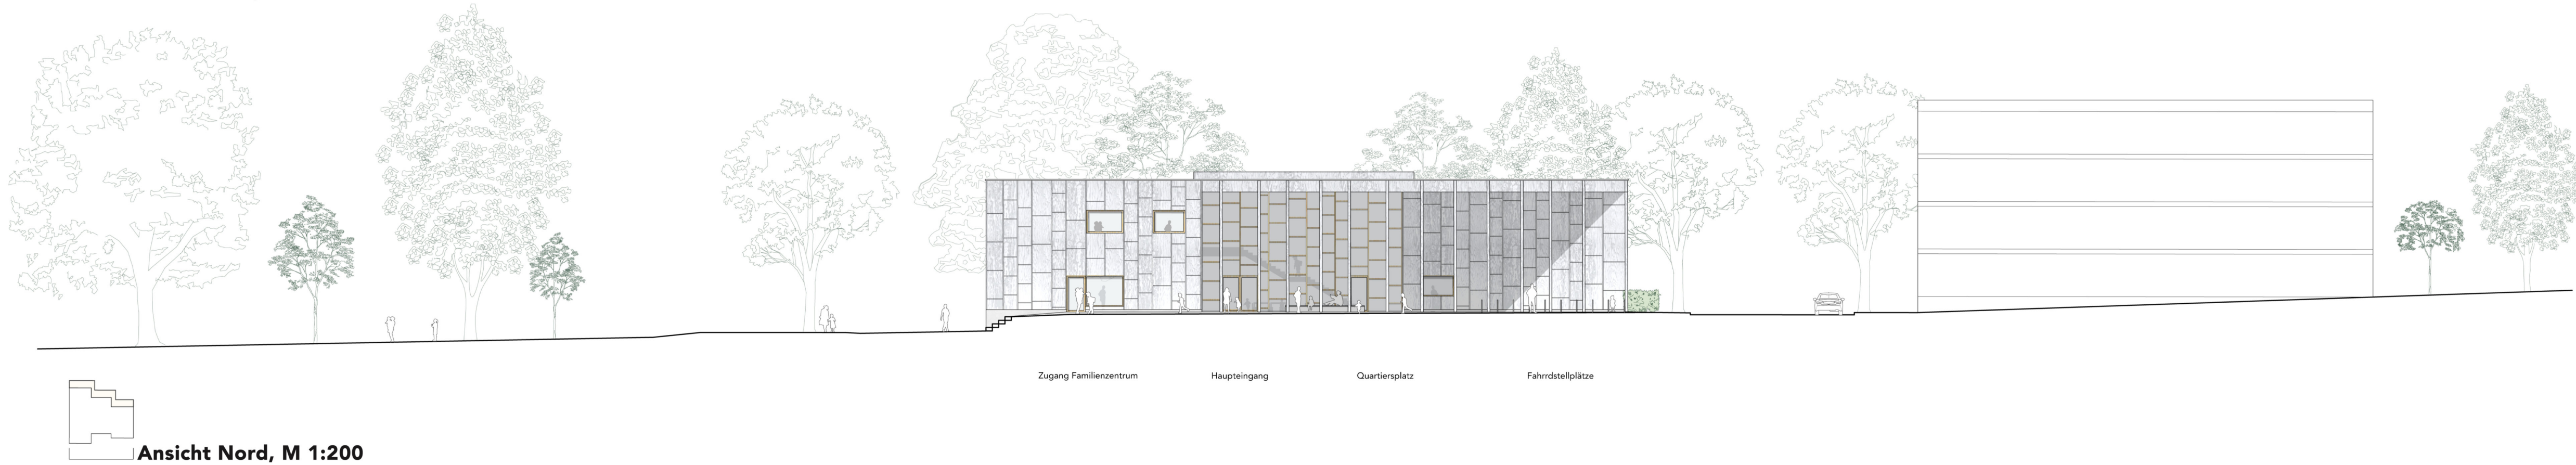 Zugang Familienzentrum
Haupteingang
Quartiersplatz
Fahrrdstellplätze
Ansicht Nord, M 1:200